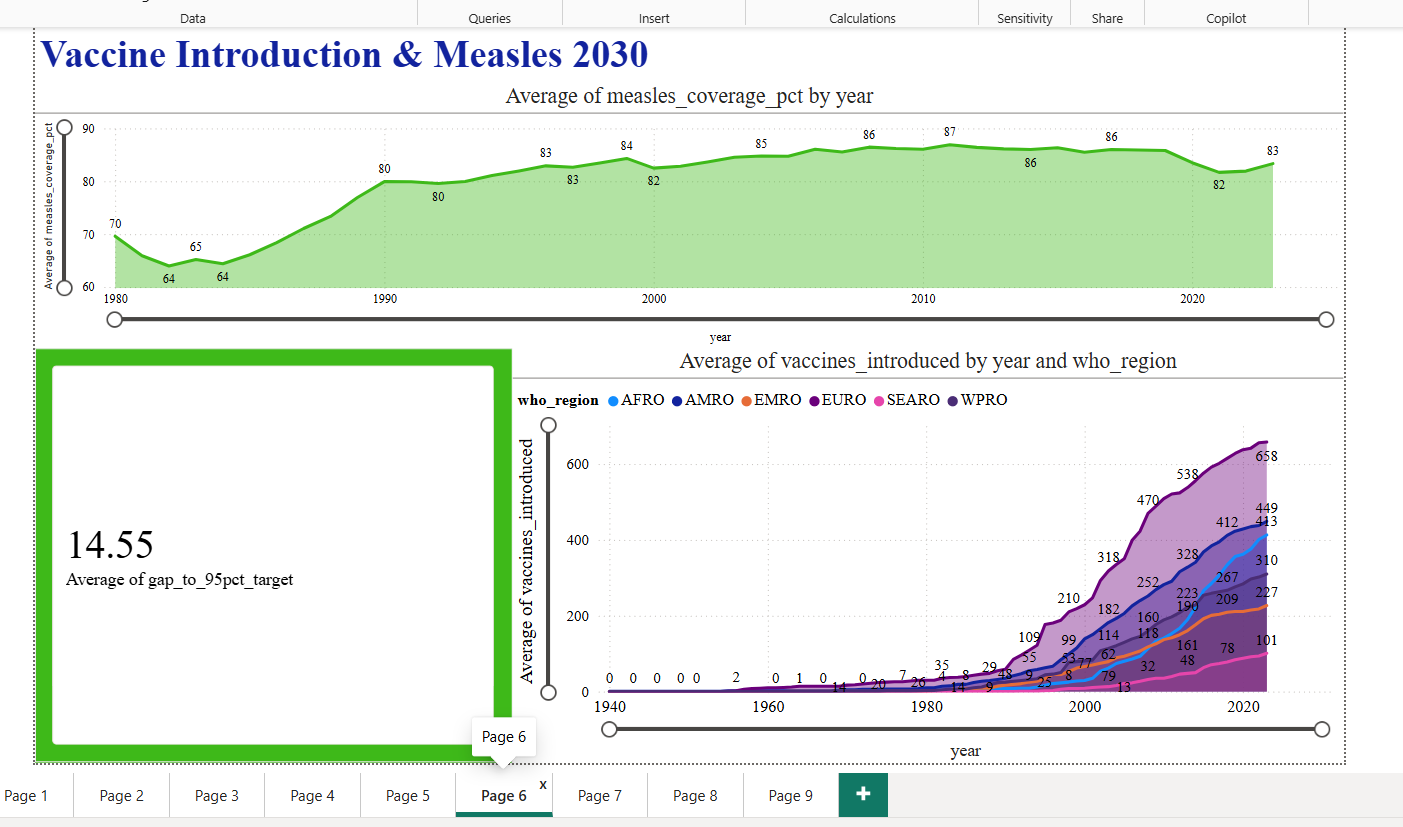 Data Queries Insert Calculations Sensitivity Share Copilot
Vaccine Introduction & Measles 2030
Average of measles_coverage_pct by year
Average of measles_coverage_pct
90
80
70
60
70 64 65 64 80 80 83 83 84 82 85 86 87 86 86 82 83
1980 1990 2000 2010 2020
year
14.55
Average of gap_to_95pct_target
Average of vaccines_introduced by year and who_region
who_region AFRO AMRO EMRO EURO SEARO WPRO
Average of vaccines_introduced
600
400
200
0
658
538
449
470 412 413
318 328 310
252 267
210 223 227
182 190 209
160
109 99 114 118 101
161 78
55 53 77 62 48
35 32
0 0 0 0 0 2 0 1 0 0 7 4 8 29 48 9 8 79
14 20 26 14 9 25 13
1940 1960 1980 2000 2020
year
Page 6
Page 1 Page 2 Page 3 Page 4 Page 5 Page 6 x Page 7 Page 8 Page 9 +